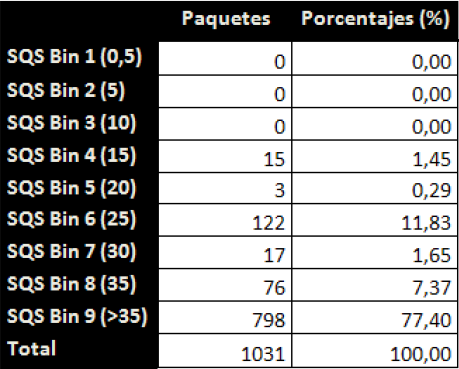 Paquetes Porcentajes (%)
SQS Bin 1 (0,5) 0 0,00
SQS Bin 2 (5) 0 0,00
SQS Bin 3 (10) 0 0,00
SQS Bin 4 (15) 15 1,45
SQS Bin 5 (20) 3 0,29
SQS Bin 6 (25) 122 11,83
SQS Bin 7 (30) 17 1,65
SQS Bin 8 (35) 76 7,37
SQS Bin 9 (>35) 798 77,40
Total 1031 100,00